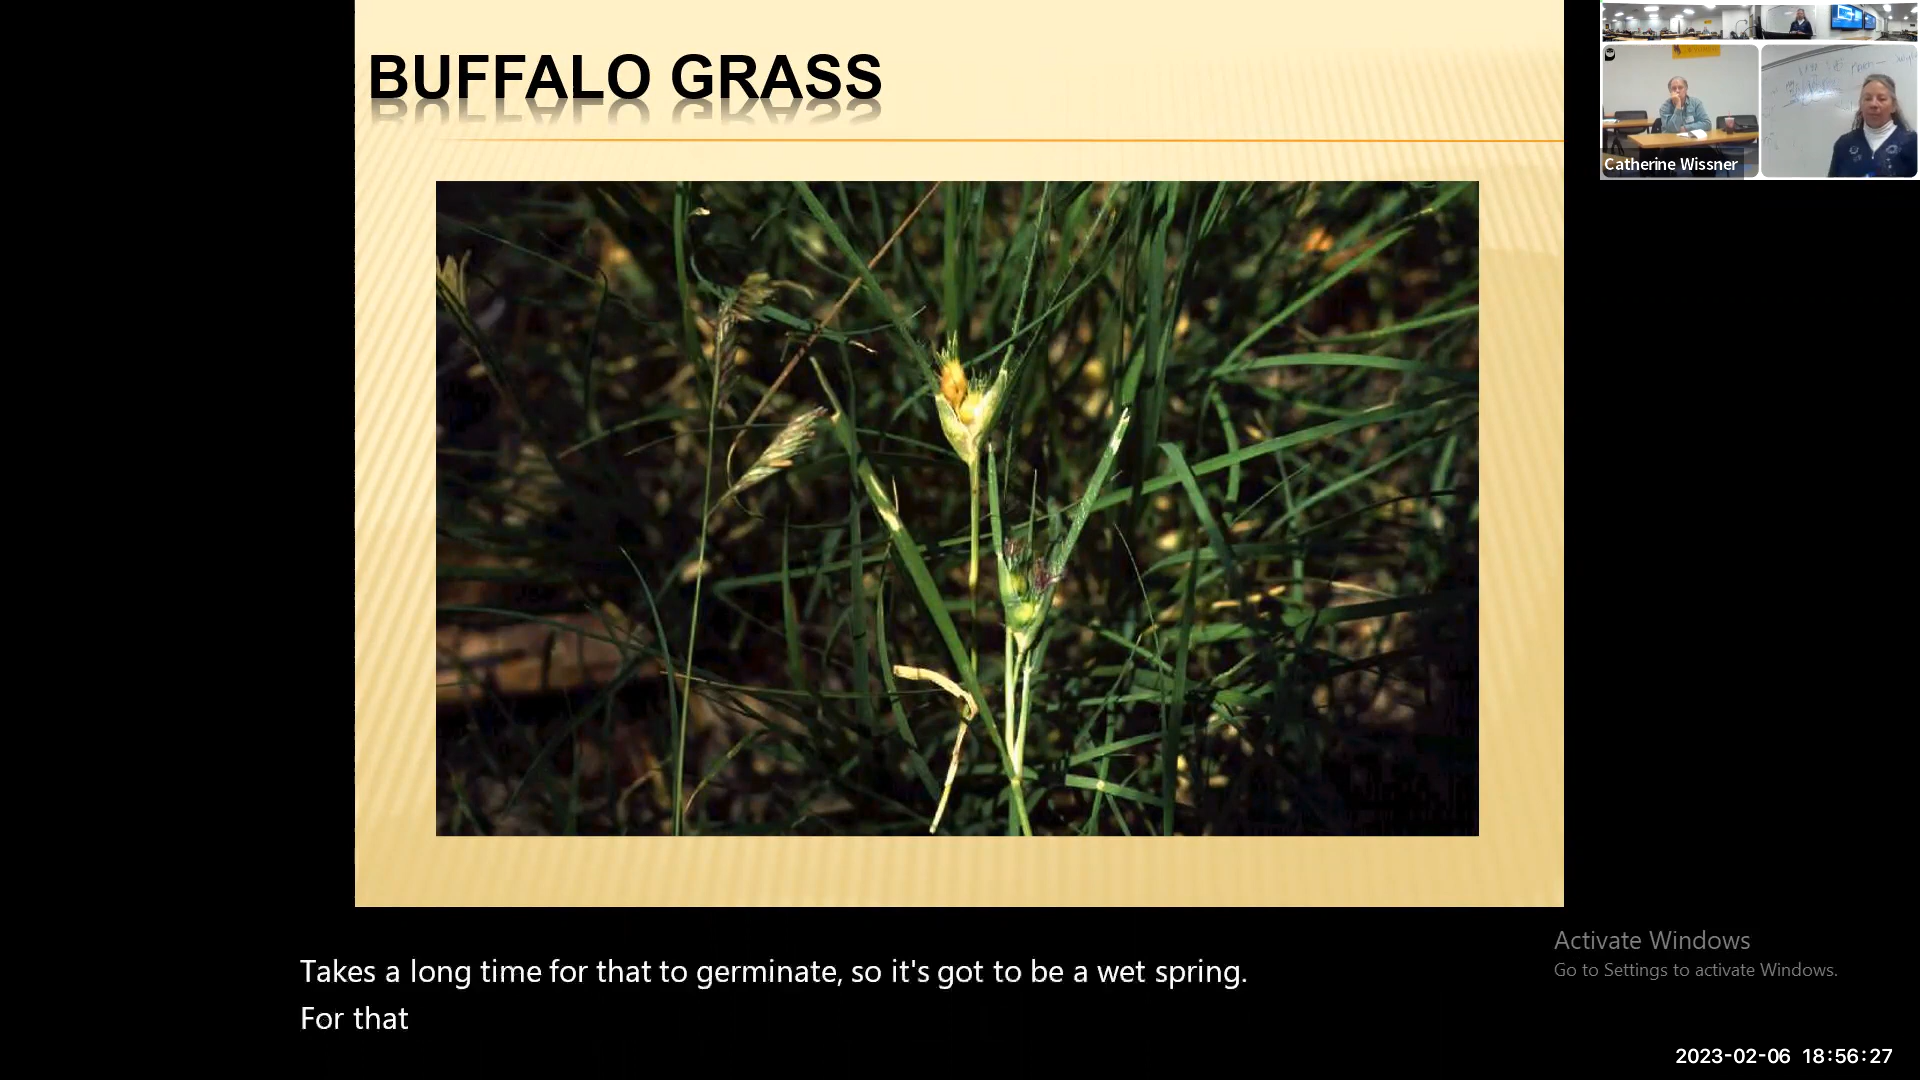 BUFFALO GRASS
Catherine Wissner
Takes a long time for that to germinate, so it's got to be a wet spring.
For that
Activate Windows
Go to Settings to activate Windows.
2023-02-06 18:56:27